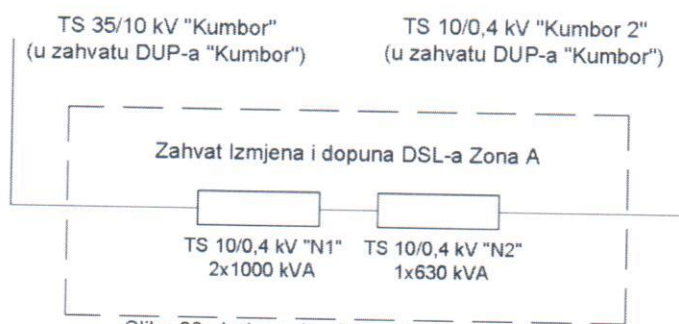 TS 35/10 kV "Kumbor"
(u zahvatu DUP-a "Kumbor")
TS 10/0,4 kV "Kumbor 2"
(u zahvatu DUP-a "Kumbor")
Zahvat Izmjena i dopuna DSL-a Zona A
TS 10/0,4 kV "N1"
2x1000 kVA
TS 10/0,4 kV "N2"
1x630 kVA